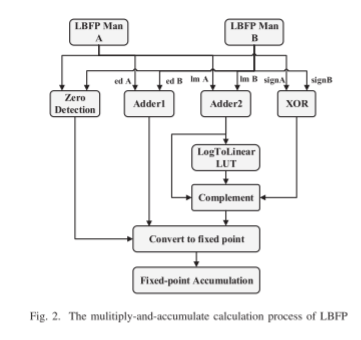 LBFP Man
A
LBFP Man
B
ed A
ed B
lm A
lm B
signA
signB
Zero
Detection
Adder1
Adder2
XOR
LogToLinear
LUT
Complement
Convert to fixed point
Fixed-point Accumulation
Fig. 2. The mulitiply-and-accumulate calculation process of LBFP